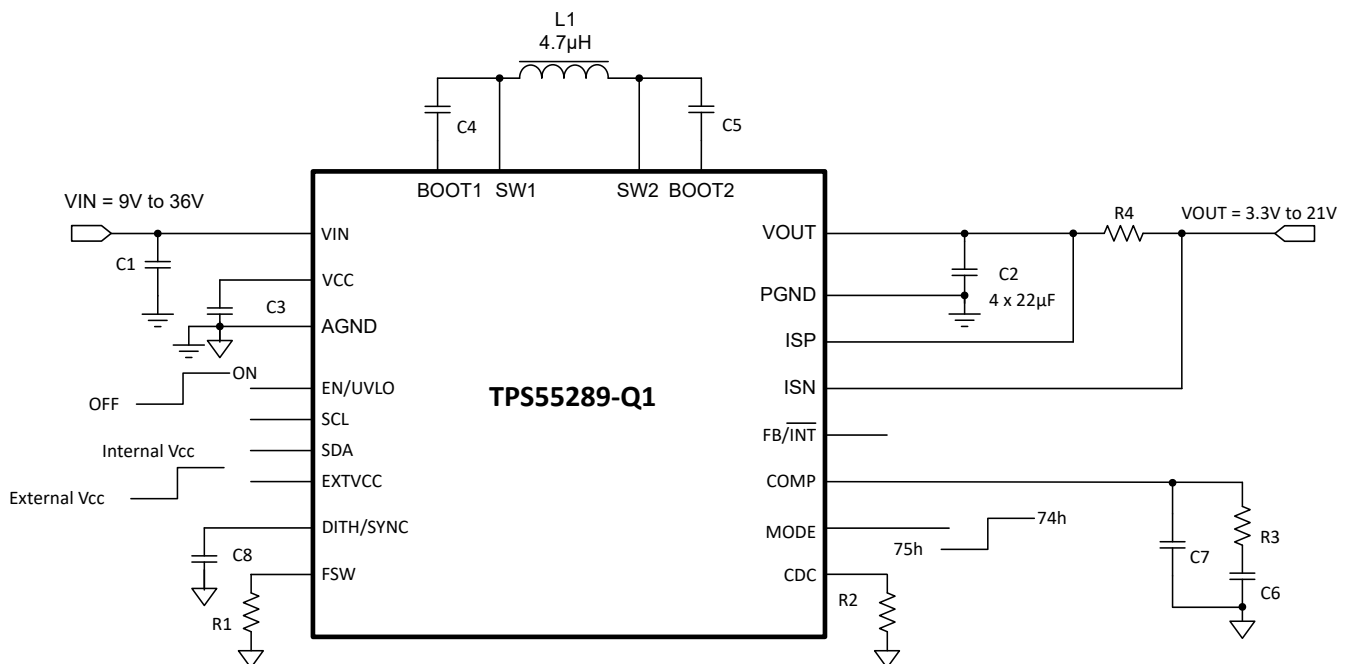 L1
4.7µH
C4
C5
BOOT1 SW1 SW2 BOOT2
VIN = 9V to 36V
VIN
C1
VCC
C3
AGND
ON
OFF
EN/UVLO
SCL
Internal Vcc
SDA
External Vcc
EXTVCC
DITH/SYNC
C8
FSW
R1
TPS55289-Q1
VOUT
R4
VOUT = 3.3V to 21V
C2
4 x 22µF
PGND
ISP
ISN
FB/INT
COMP
MODE
74h
75h
CDC
R2
C7
R3
C6